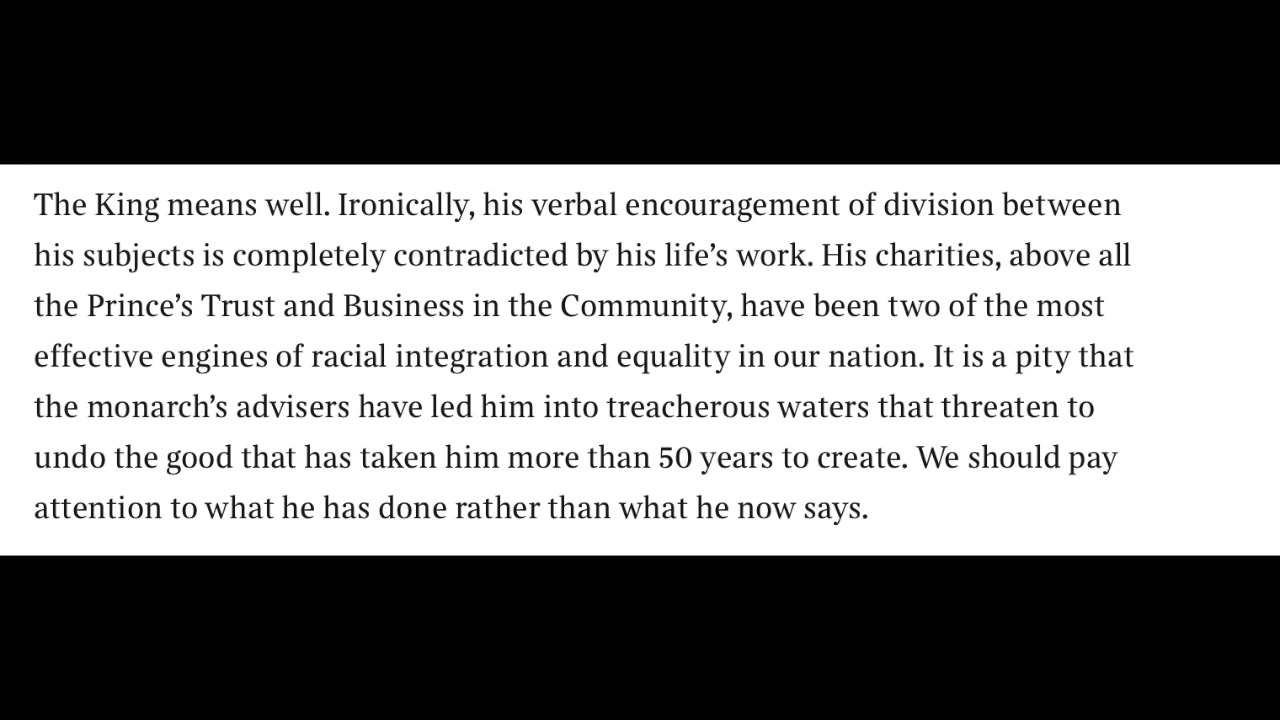 The King means well. Ironically, his verbal encouragement of division between
his subjects is completely contradicted by his life’s work. His charities, above all
the Prince’s Trust and Business in the Community, have been two of the most
effective engines of racial integration and equality in our nation. It is a pity that
the monarch’s advisers have led him into treacherous waters that threaten to
undo the good that has taken him more than 50 years to create. We should pay
attention to what he has done rather than what he now says.